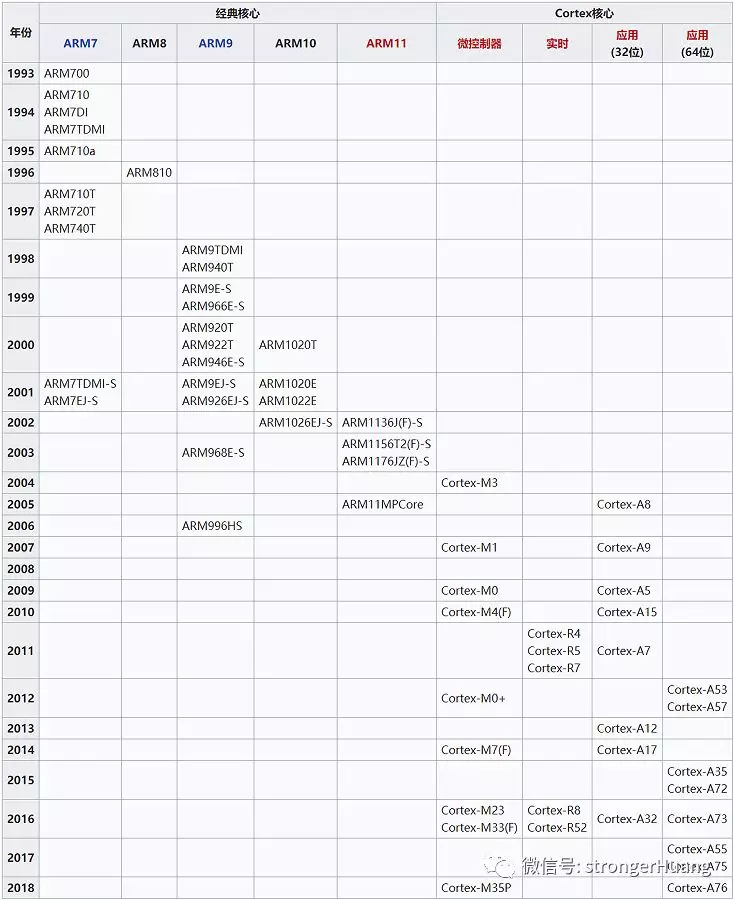 年份 经典核心 Cortex核心
ARM7 ARM8 ARM9 ARM10 ARM11 微控制器 实时 应用 (32位) 应用 (64位)
1993 ARM700
1994 ARM710
ARM7DI
ARM7TDMI
1995 ARM710a
1996 ARM810
1997 ARM710T
ARM720T
ARM740T
1998 ARM9TDMI
ARM940T
1999 ARM9E-S
ARM966E-S
2000 ARM920T
ARM922T ARM1020T
ARM946E-S
2001 ARM7TDMI-S ARM9EJ-S ARM1020E
ARM7EJ-S ARM926EJ-S ARM1022E
2002 ARM1026EJ-S ARM1136J(F)-S
2003 ARM968E-S ARM1156T2(F)-S
ARM1176JZ(F)-S
2004 Cortex-M3
2005 ARM11MPCore Cortex-A8
2006 ARM996HS
2007 Cortex-M1 Cortex-A9
2008
2009 Cortex-M0 Cortex-A5
2010 Cortex-M4(F) Cortex-A15
2011 Cortex-R4
Cortex-R5 Cortex-A7
Cortex-R7
2012 Cortex-M0+ Cortex-A53
Cortex-A57
2013 Cortex-A12
2014 Cortex-M7(F) Cortex-A17
2015 Cortex-A35
Cortex-A72
2016 Cortex-M23 Cortex-R8 Cortex-A32 Cortex-A73
Cortex-M33(F) Cortex-R52
2017 Cortex-A55
Cortex-A75
微信号: strongerHuang
2018 Cortex-M35P Cortex-A76